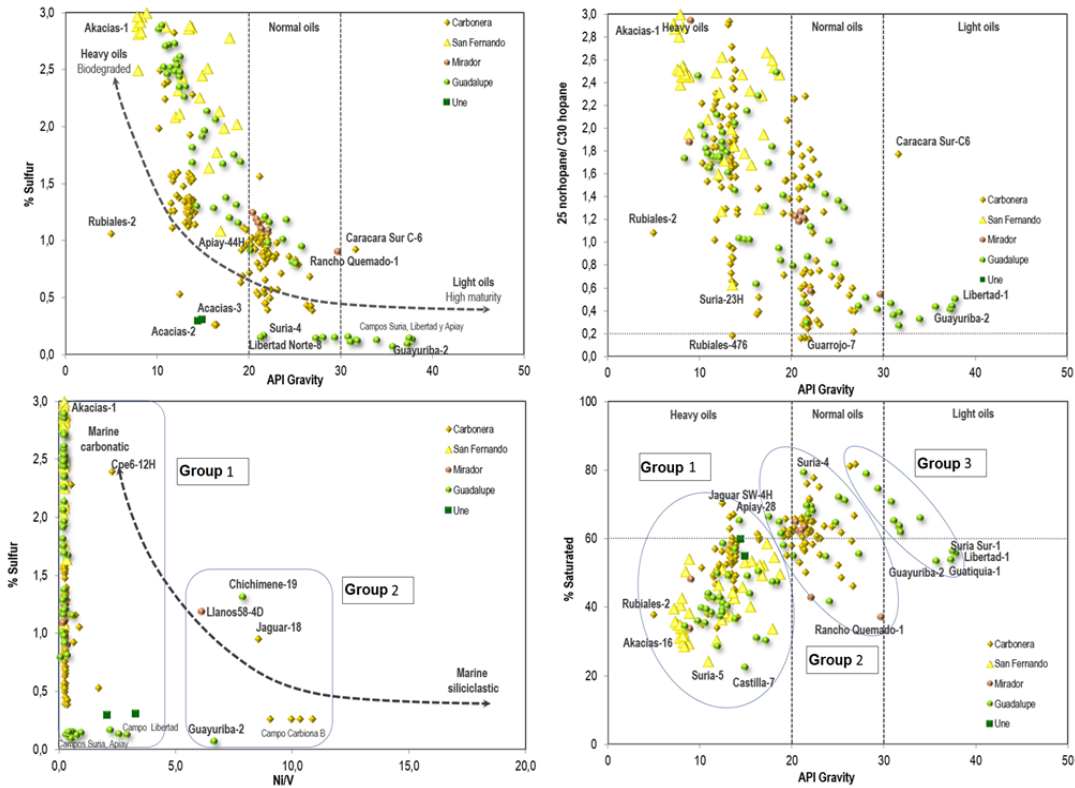 3,0
2,5
2,0
1,5
1,0
0,5
0,0
% Sulfur
0
10
20
30
40
50
API Gravity
Akacias-1
Heavy oils
Biodegraded
Normal oils
Carbonera
San Fernando
Mirador
Guadalupe
Une
Rubiales-2
Apiay-44H
Caracara Sur C-6
Rancho Quemado-1
Light oils
High maturity
Acacias-3
Acacias-2
Suria-4
Campos Suria, Libertad y Apiay
Libertad Norte-8
Guayuriba-2
3,0
2,8
2,6
2,4
2,2
2,0
1,8
1,6
1,4
1,2
1,0
0,8
0,6
0,4
0,2
0,0
25 norhopane/ C30 hopane
0
10
20
30
40
50
API Gravity
Akacias-1
Heavy oils
Normal oils
Light oils
Caracara Sur-C6
Carbonera
San Fernando
Mirador
Guadalupe
Une
Rubiales-2
Suria-23H
Libertad-1
Guayuriba-2
Rubiales-476
Guarrojo-7
3,0
2,5
2,0
1,5
1,0
0,5
0,0
% Sulfur
0,0
5,0
10,0
15,0
20,0
Ni/V
Akacias-1
Marine
carbonatic
Cpe6-12H
Group 1
Carbonera
San Fernando
Mirador
Guadalupe
Une
Group 2
Chichimene-19
Llanos58-4D
Jaguar-18
Marine
siliciclastic
Campo Libertad
Campos Suria, Apiay
Guayuriba-2
Campo Carbiona B
100
80
60
40
20
0
% Saturated
0
10
20
30
40
50
API Gravity
Heavy oils
Normal oils
Light oils
Group 1
Suria-4
Group 3
Jaguar SW-4H
Apiay-28
Suria Sur-1
Libertad-1
Guayuriba-2
Guatiquia-1
Rubiales-2
Akacias-16
Rancho Quemado-1
Suria-5
Castilla-7
Group 2
Carbonera
San Fernando
Mirador
Guadalupe
Une